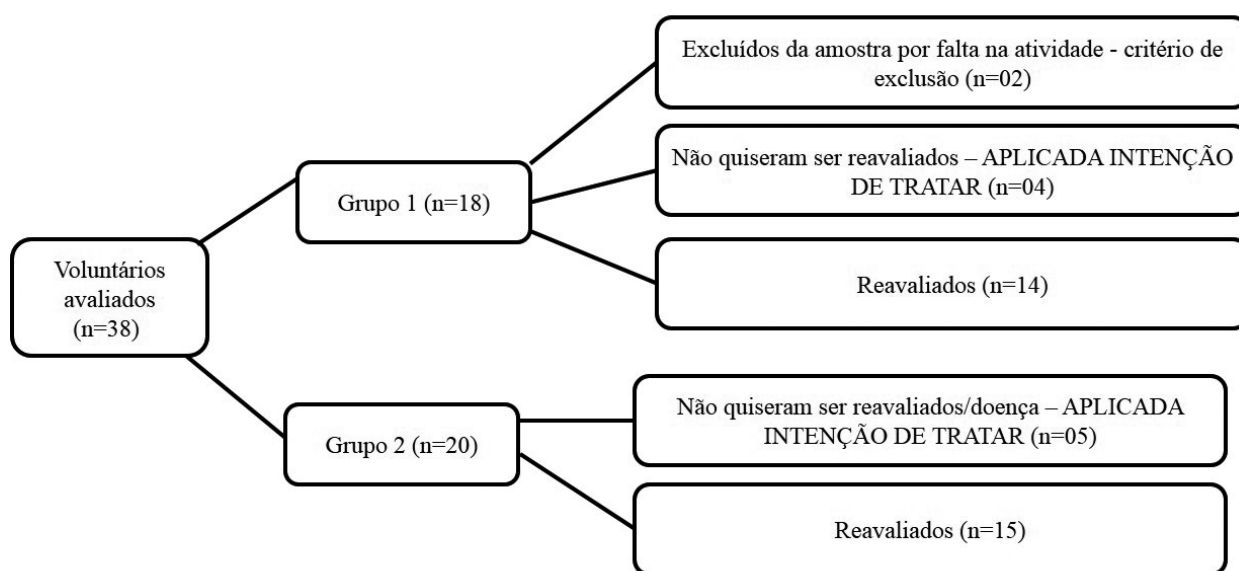 Voluntários
avaliados
(n=38)
Grupo 1 (n=18)
Excluídos da amostra por falta na atividade - critério de
exclusão (n=02)
Não quiseram ser reavaliados – APLICADA INTENÇÃO
DE TRATAR (n=04)
Reavaliados (n=14)
Grupo 2 (n=20)
Não quiseram ser reavaliados/doença – APLICADA
INTENÇÃO DE TRATAR (n=05)
Reavaliados (n=15)